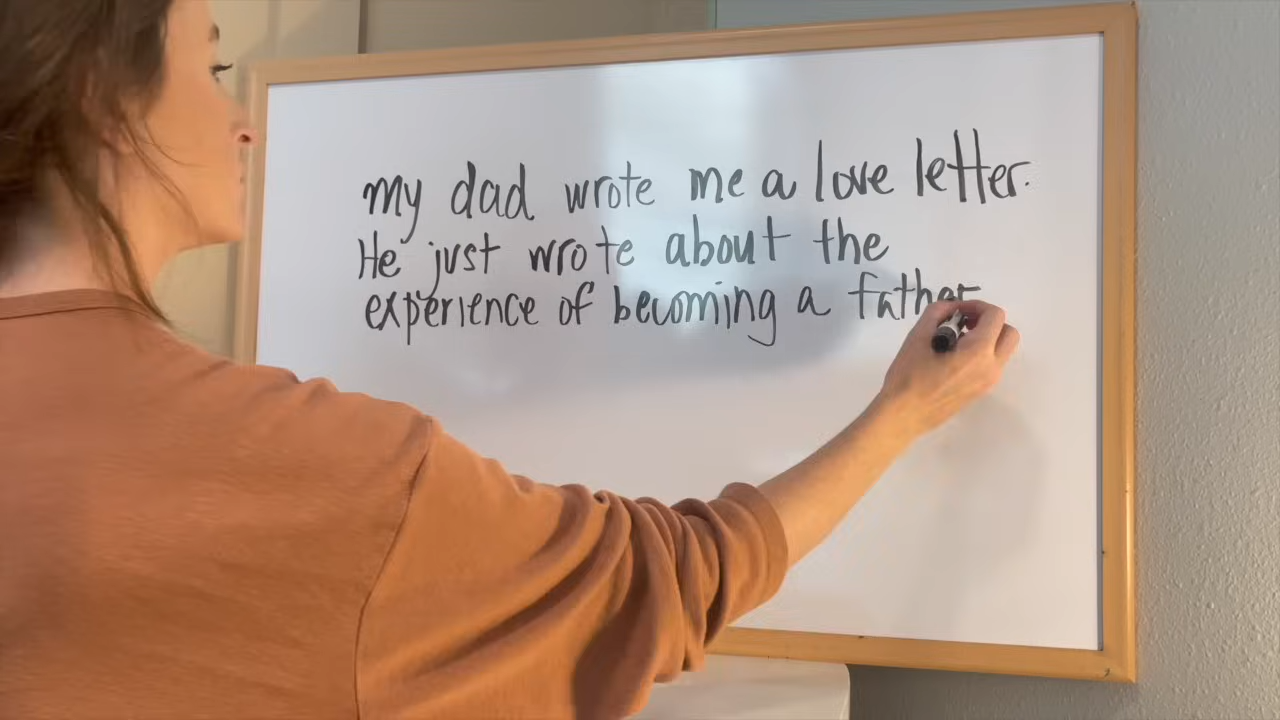 my dad wrote me a love letter.
He just wrote about the
experience of becoming a father